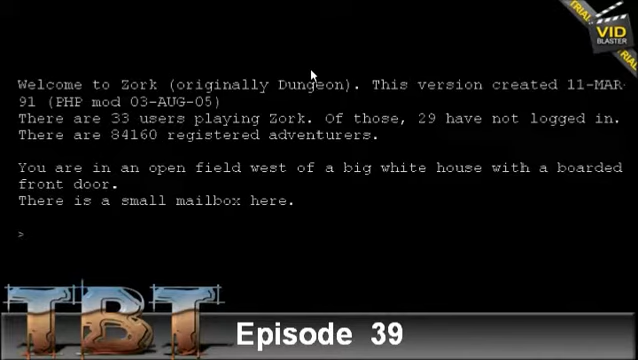 TRIAL
VID
BLASTER
TRIAL
Welcome to Zork (originally Dungeon). This version created 11-MAR-
91 (PHP mod 03-AUG-05)
There are 33 users playing Zork. Of those, 29 have not logged in.
There are 84160 registered adventurers.
You are in an open field west of a big white house with a boarded
front door.
There is a small mailbox here.
>
TBT
Episode 39